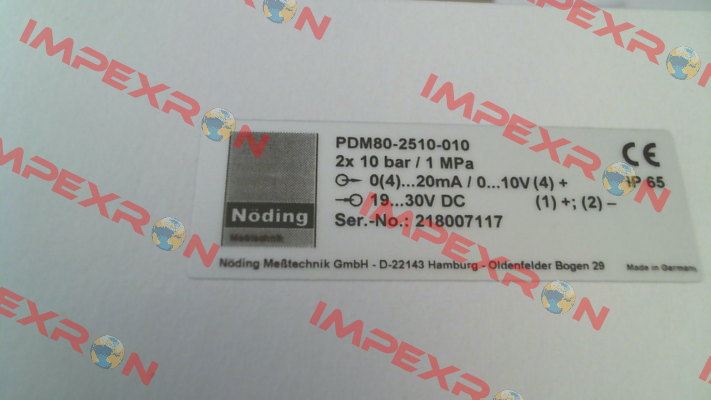 PDM80-2510-010
2x 10 bar / 1 MPa
0(4)...20mA / 0...10V (4) +
IP 65
19...30V DC (1) +; (2) –
Ser.-No.: 218007117
CE
Nöding
Meßtechnik
Nöding Meßtechnik GmbH - D-22143 Hamburg - Oldenfelder Bogen 29
Made in Germany
IMPEXRON
IMPEXRON
IMPEXRON
IMPEXRON
IMPEXRON
IMPEXRON